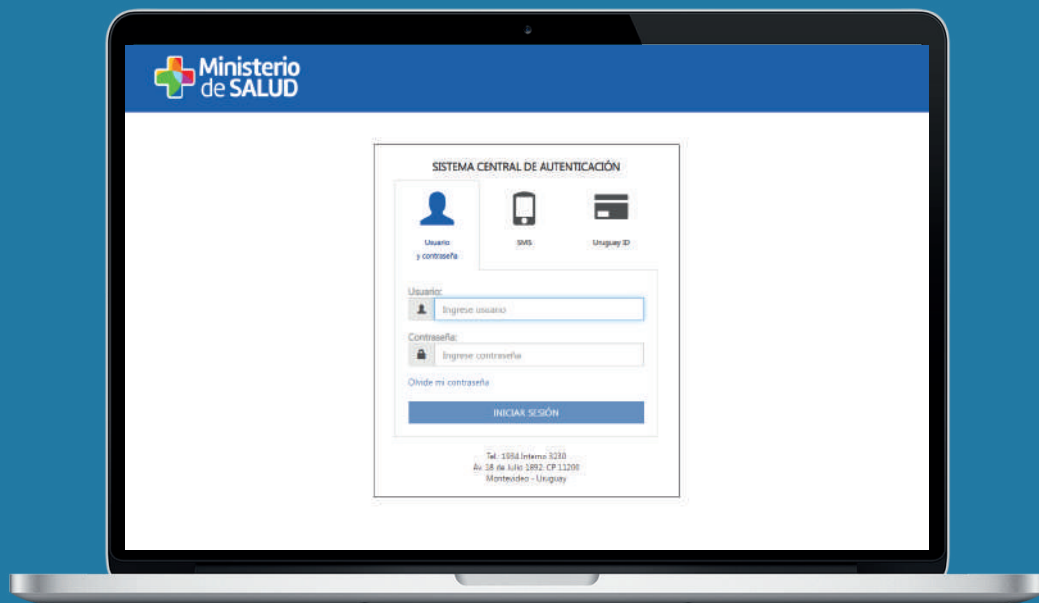 Ministerio
de SALUD
SISTEMA CENTRAL DE AUTENTICACIÓN
Usuario
y contraseña
SMS
Uruguay ID
Usuario:
Ingrese usuario
Contraseña:
Ingrese contraseña
Olvide mi contraseña
INICIAR SESIÓN
Tel.: 1934 Interno 3230
Av. 18 de Julio 1892. CP 11200
Montevideo - Uruguay